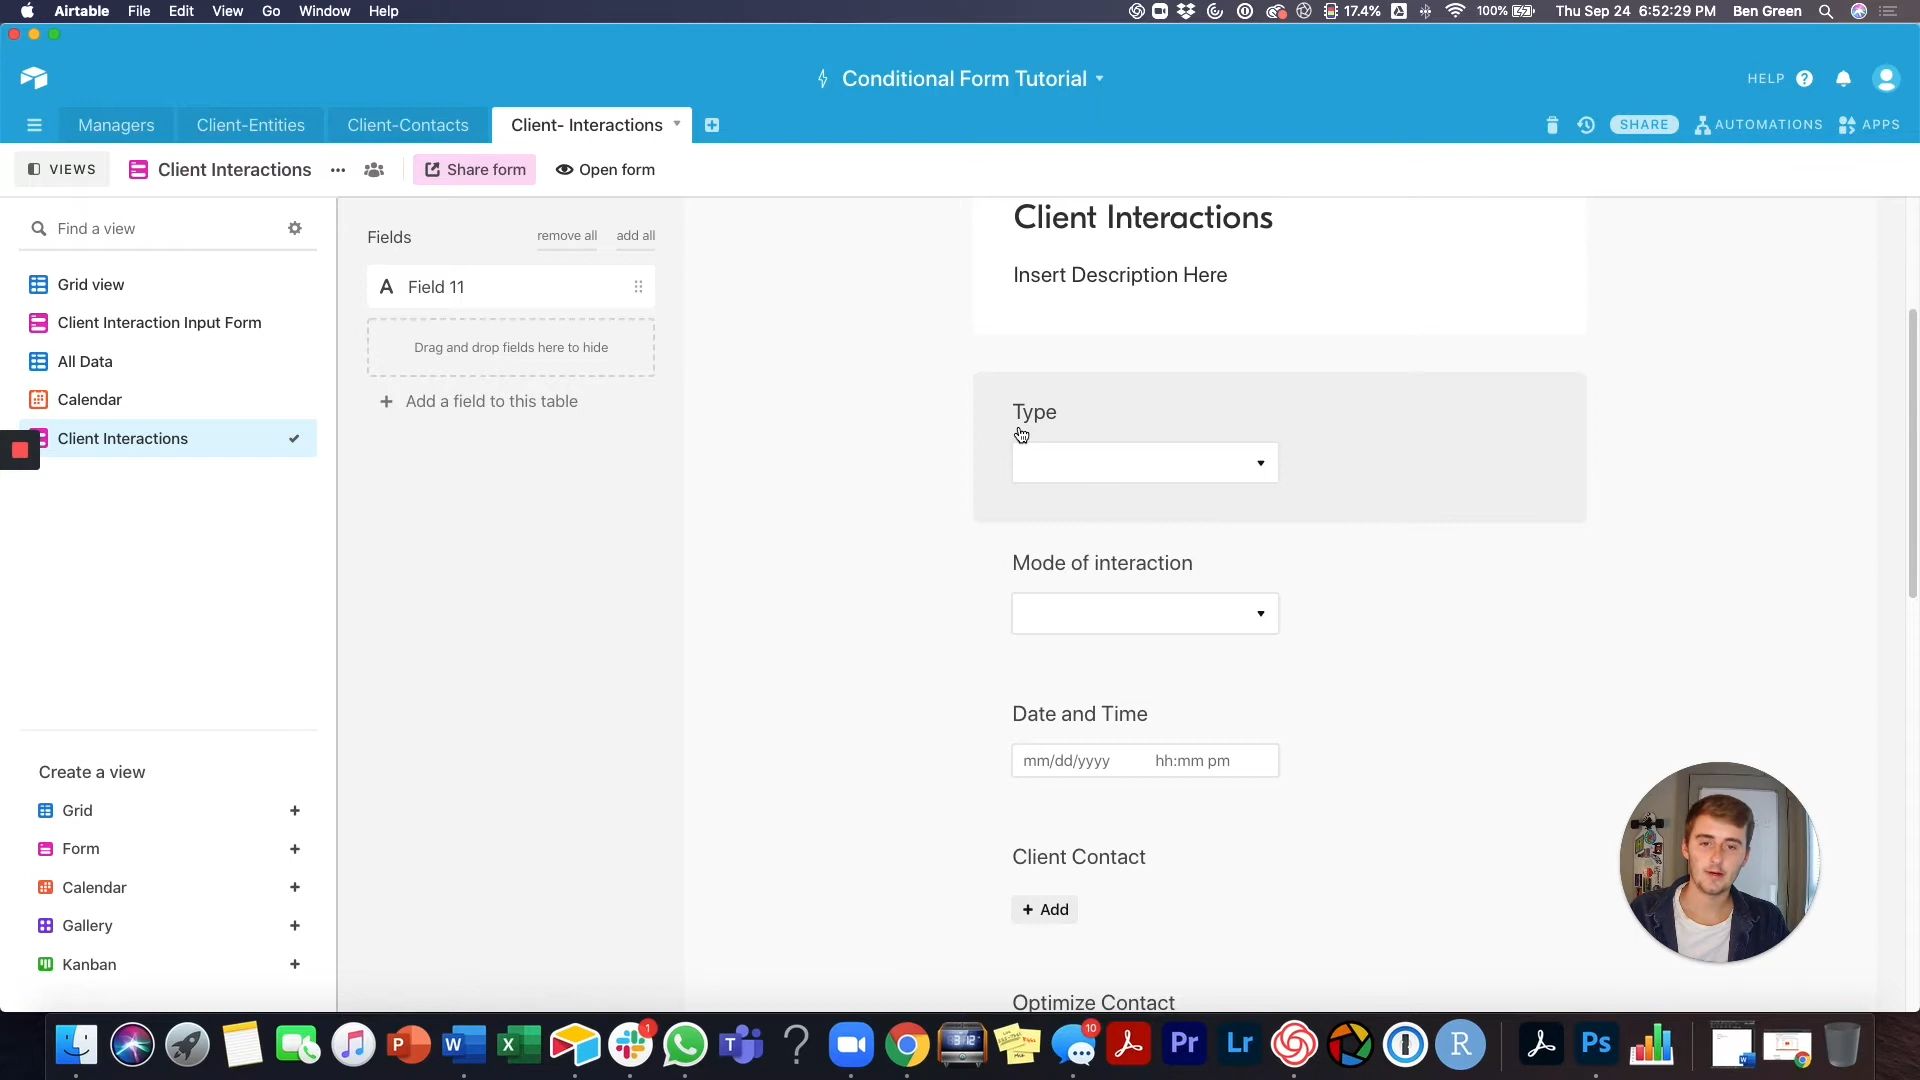 Airtable File Edit View Go Window Help
17.4% 100% Thu Sep 24 6:52:29 PM Ben Green
Conditional Form Tutorial
HELP
Managers Client-Entities Client-Contacts Client- Interactions
SHARE AUTOMATIONS APPS
VIEWS Client Interactions ... Share form Open form
Find a view
Grid view
Client Interaction Input Form
All Data
Calendar
Client Interactions
Create a view
Grid
Form
Calendar
Gallery
Kanban
Fields remove all add all
A Field 11
Drag and drop fields here to hide
+ Add a field to this table
Client Interactions
Insert Description Here
Type
Mode of interaction
Date and Time
mm/dd/yyyy hh:mm pm
Client Contact
+ Add
Optimize Contact
P W X 1 ? 10 Pr Lr R Ps